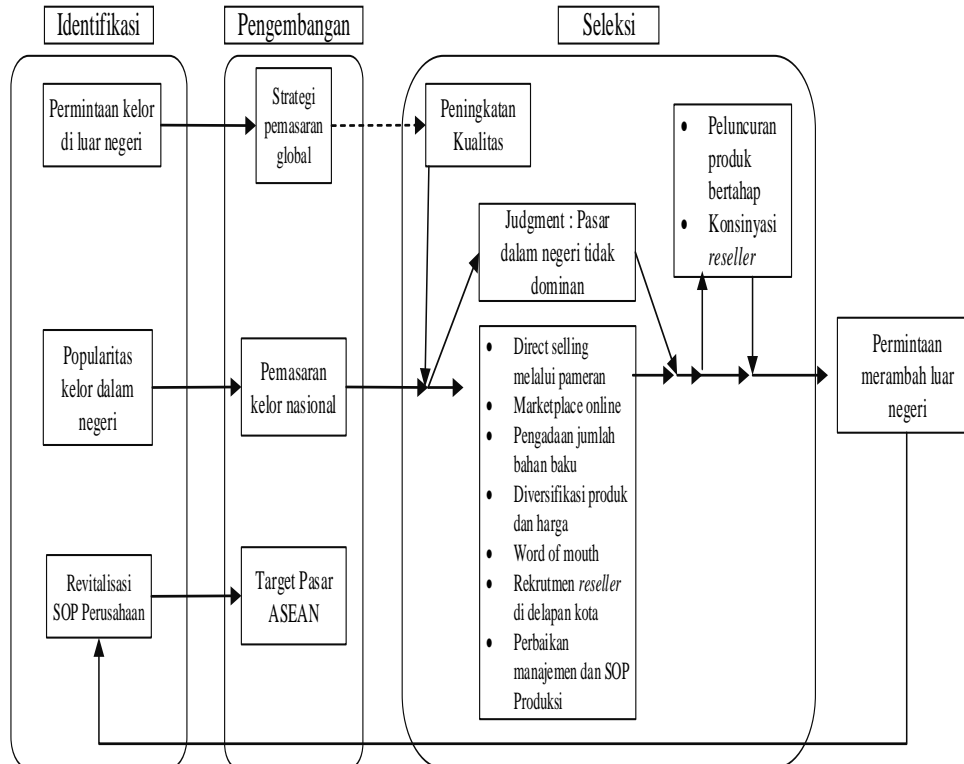 Identifikasi
Pengembangan
Seleksi
Permintaan kelor
di luar negeri
Strategi
pemasaran
global
Peningkatan
Kualitas
• Peluncuran
produk
bertahap
• Konsinyasi
reseller
Judgment : Pasar
dalam negeri tidak
dominan
Popularitas
kelor dalam
negeri
Pemasaran
kelor nasional
• Direct selling
melalui pameran
• Marketplace online
• Pengadaan jumlah
bahan baku
• Diversifikasi produk
dan harga
• Word of mouth
• Rekrutmen reseller
di delapan kota
• Perbaikan
manajemen dan SOP
Produksi
Permintaan
merambah luar
negeri
Revitalisasi
SOP Perusahaan
Target Pasar
ASEAN